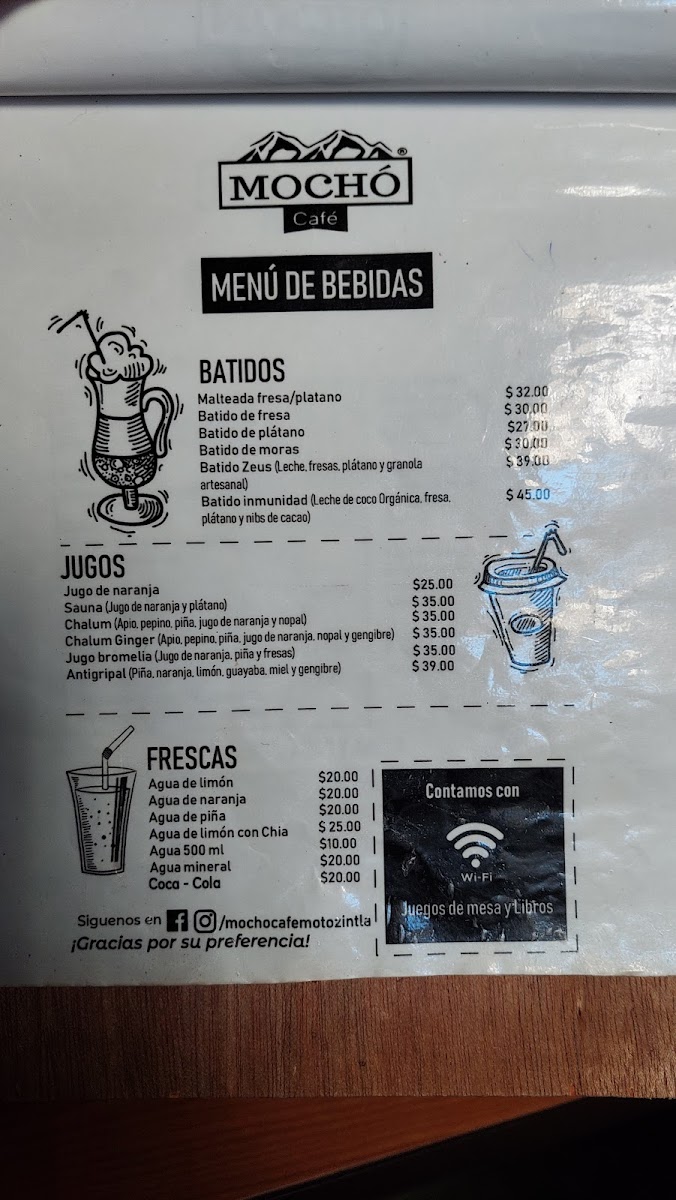 MOCHÓ®
Café
MENÚ DE BEBIDAS
BATIDOS
Malteada fresa/platano $ 32.00
Batido de fresa $ 30.00
Batido de plátano $27.00
Batido de moras $ 30.00
Batido Zeus (Leche, fresas, plátano y granola $ 39.00
artesanal)
Batido inmunidad (Leche de coco Orgánica, fresa, $ 45.00
plátano y nibs de cacao)
JUGOS
Jugo de naranja $25.00
Sauna (Jugo de naranja y plátano) $ 35.00
Chalum (Apio, pepino, piña, jugo de naranja y nopal) $ 35.00
Chalum Ginger (Apio, pepino, piña, jugo de naranja, nopal y gengibre) $ 35.00
Jugo bromelia (Jugo de naranja, piña y fresas) $ 35.00
Antigripal (Piña, naranja, limón, guayaba, miel y gengibre) $ 39.00
FRESCAS
Agua de limón $20.00
Agua de naranja $20.00
Agua de piña $20.00
Agua de limón con Chia $ 25.00
Agua 500 ml $10.00
Agua mineral $20.00
Coca - Cola $20.00
Contamos con
Wi-Fi
Juegos de mesa y Libros
Siguenos en /mochocafemotozintla
¡Gracias por su preferencia!